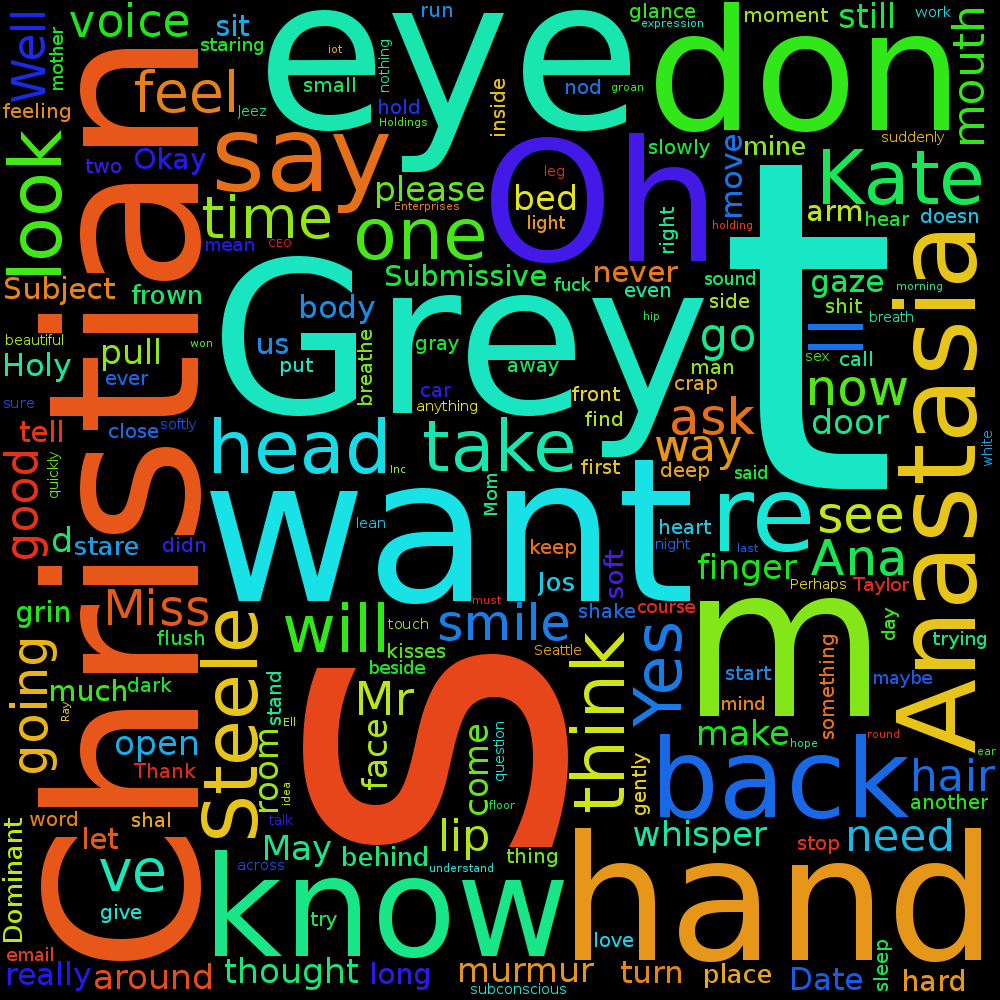 run
glance
expression
moment
still
work
voice
sit
Well
mother
staring
iot
nothing
eye
don
mouth
feeling
feel
Jeez
small
hold
Holdings
inside
nod
groan
suddenly
look
two
Okay
say
please
Oh
slowly
move
mine
Kate
leg
bed
light
right
holding
arm
hear
doesn
time
mean
CEO
Enterprises
one
Christian
Subject
frown
Submissive
fuck
never
even
sound
side
t
gaze
shit
morning
breath
Anastasia
body
Grey
hip
go
ll
beautiful
Holy
pull
won
us
put
breathe
gray
away
man
sex
call
ever
car
anything
front
crap
now
sure
tell
close
softly
find
ask
door
good
quickly
head
Inc
take
first
way
deep
said
white
Mom
d
stare
didn
want
lean
keep
Jos
soft
heart
night
re
last
see
finger
Ana
Perhaps
Taylor
grin
Miss
flush
Steele
will
touch
must
smile
shake
course
kisses
Seattle
beside
think
Yes
m
something
day
trying
start
mind
maybe
going
much
dark
Ray
stand
Ell
S
Mr
face
open
Thank
room
idea
come
question
make
hope
round
ear
gently
back
hair
another
word
shal
talk
floor
lip
whisper
stop
need
Dominant
let
ve
give
May
across
behind
understand
thing
know
try
hand
love
email
really
around
thought
long
murmur
subconscious
turn
place
Date
sleep
hard